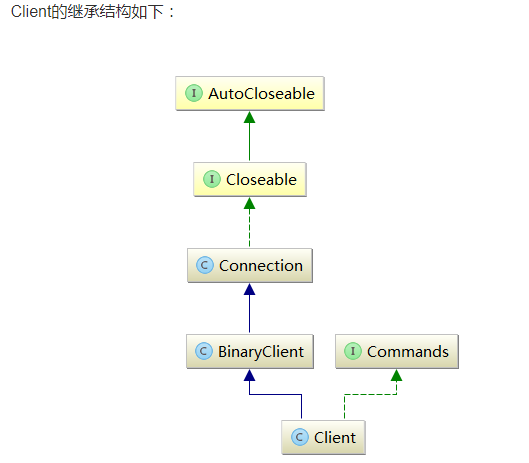 Client的继承结构如下：
I AutoCloseable
I Closeable
C Connection
C BinaryClient
I Commands
C Client